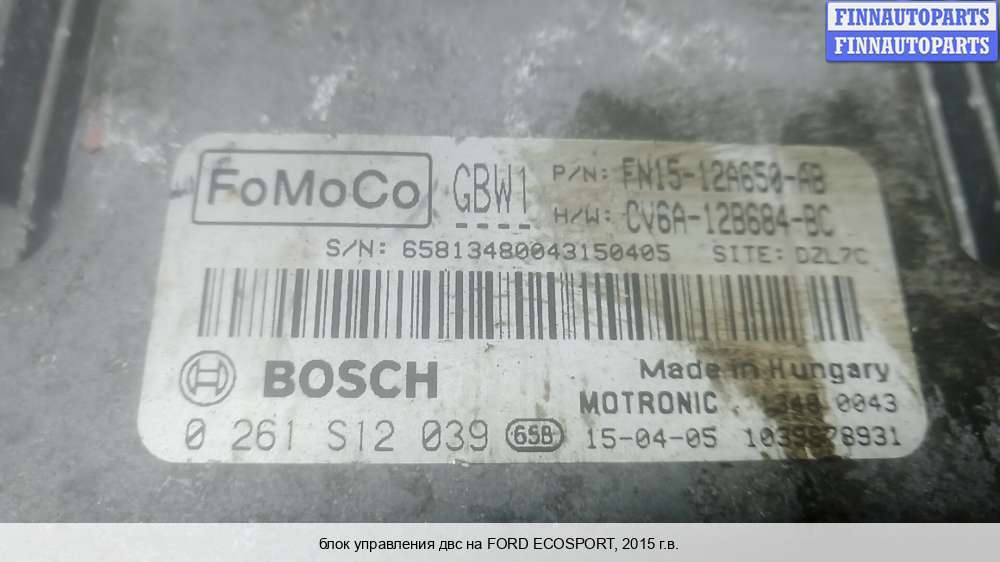 FINNAUTOPARTS
FINNAUTOPARTS
FoMoCo
GBW1
P/N: FN15-12A650-AB
H/W: CV6A-12B684-BC
S/N: 65813480043150405 SITE: DZL7C
BOSCH
Made in Hungary
MOTRONIC 0043
0 261 S12 039 65B 15-04-05
блок управления двс на FORD ECOSPORT, 2015 г.в.